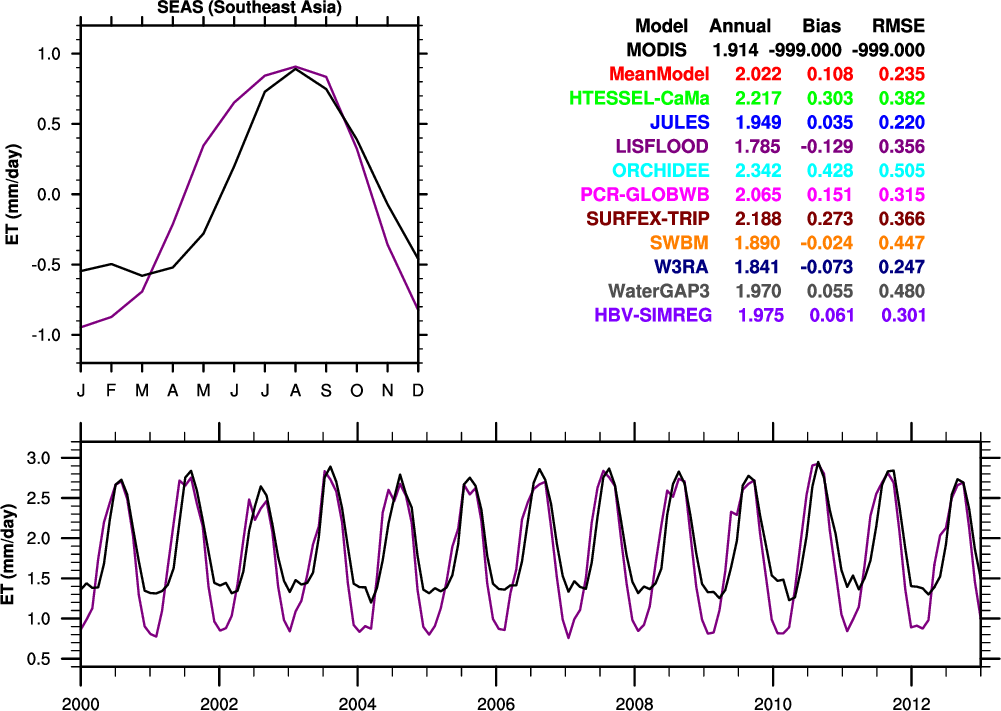 SEAS (Southeast Asia)
ET (mm/day)
1.0
0.5
0.0
-0.5
-1.0
J F M A M J J A S O N D
Model Annual Bias RMSE
MODIS 1.914 -999.000 -999.000
MeanModel 2.022 0.108 0.235
HTESSEL-CaMa 2.217 0.303 0.382
JULES 1.949 0.035 0.220
LISFLOOD 1.785 -0.129 0.356
ORCHIDEE 2.342 0.428 0.505
PCR-GLOBWB 2.065 0.151 0.315
SURFEX-TRIP 2.188 0.273 0.366
SWBM 1.890 -0.024 0.447
W3RA 1.841 -0.073 0.247
WaterGAP3 1.970 0.055 0.480
HBV-SIMREG 1.975 0.061 0.301
ET (mm/day)
3.0
2.5
2.0
1.5
1.0
0.5
2000 2002 2004 2006 2008 2010 2012